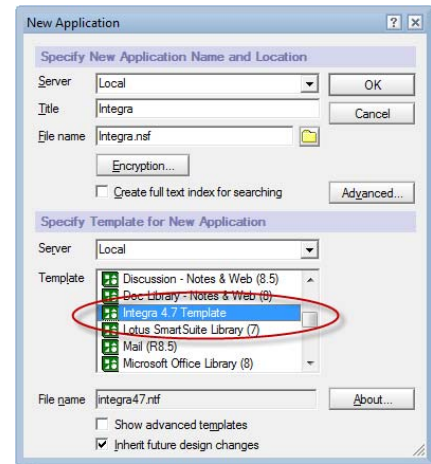 New Application
Specify New Application Name and Location
Server Local OK
Title Integra Cancel
File name Integra.nsf
Encryption...
Create full text index for searching Advanced...
Specify Template for New Application
Server Local
Template Discussion - Notes & Web (8.5)
Doc Library - Notes & Web (8)
Integra 4.7 Template
Lotus SmartSuite Library (7)
Mail (R8.5)
Microsoft Office Library (8)
File name integra47.ntf About...
Show advanced templates
Inherit future design changes